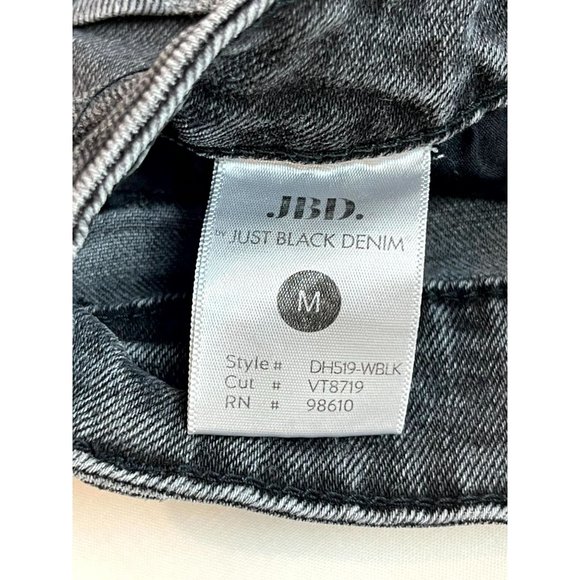 JBD.
by JUST BLACK DENIM®
M
Style # DH519-WBLK
Cut # VT8719
RN # 98610